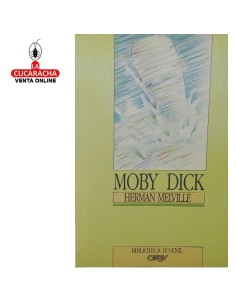 LA
CUCARACHA
VENTA ONLINE
MOBY DICK
HERMAN MELVILLE
BIBLIOTECA JUVENIL